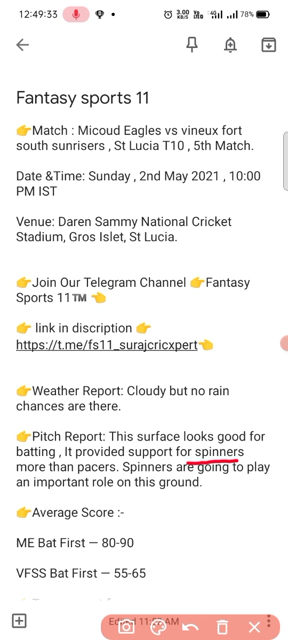 12:49:33 3.00 KB/S 4G 78%
Fantasy sports 11
👉Match : Micoud Eagles vs vineux fort
south sunrisers , St Lucia T10 , 5th Match.
Date &Time: Sunday , 2nd May 2021 , 10:00
PM IST
Venue: Daren Sammy National Cricket
Stadium, Gros Islet, St Lucia.
👉Join Our Telegram Channel 👉Fantasy
Sports 11™️ 👈
👉 link in discription 👉
https://t.me/fs11_surajcricxpert👈
👉Weather Report: Cloudy but no rain
chances are there.
👉Pitch Report: This surface looks good for
batting , It provided support for spinners
more than pacers. Spinners are going to play
an important role on this ground.
👉Average Score :-
ME Bat First — 80-90
VFSS Bat First — 55-65